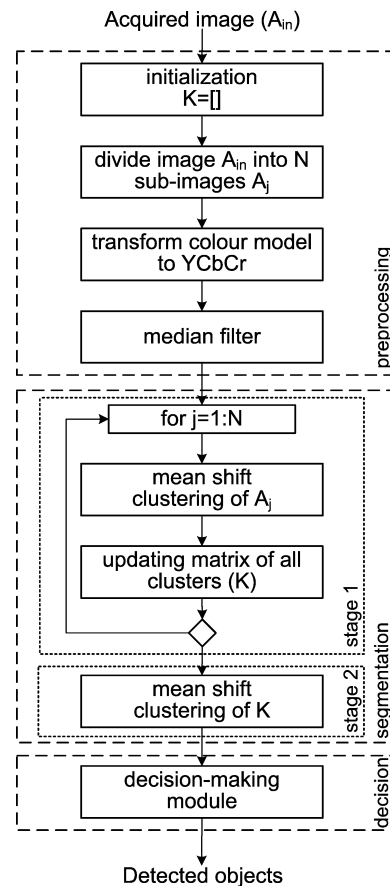 Acquired image (A_in)
initialization
K=[]
divide image A_in into N
sub-images A_j
transform colour model
to YCbCr
median filter
preprocessing
for j=1:N
mean shift
clustering of A_j
updating matrix of all
clusters (K)
stage 1
mean shift
clustering of K
stage 2
segmentation
decision-making
module
decision
Detected objects